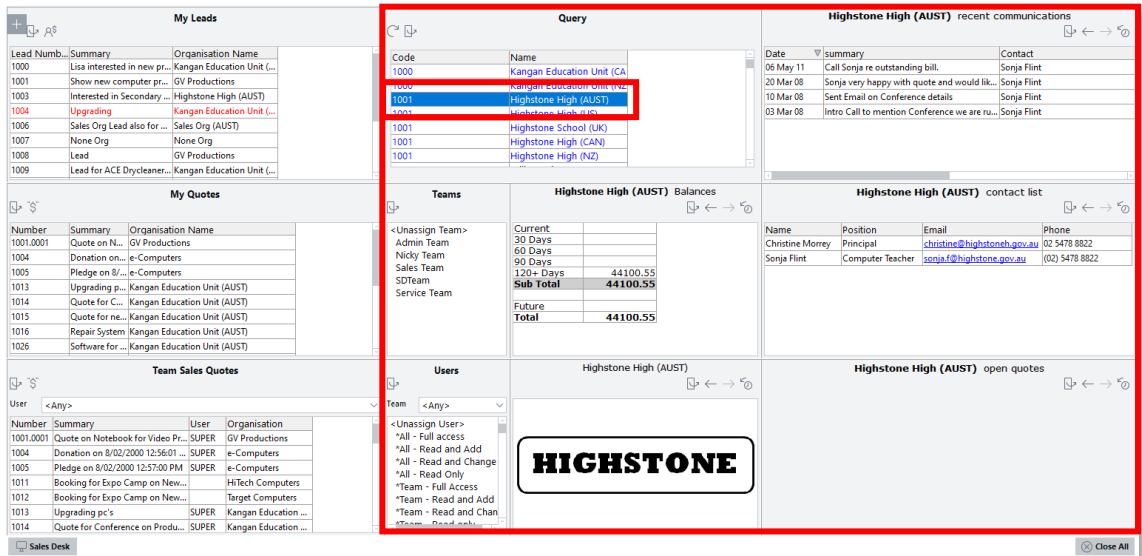 My Leads
Lead Numb... Summary Organisation Name
1000 Lisa interested in new pr... Kangan Education Unit (...
1001 Show new computer pr... GV Productions
1003 Interested in Secondary ... Highstone High (AUST)
1004 Upgrading Kangan Education Unit (...
1006 Sales Org Lead also for ... Sales Org (AUST)
1007 None Org None Org
1008 Lead GV Productions
1009 Lead for ACE Drycleaner... Kangan Education Unit (...
Query
Code Name
1000 Kangan Education Unit (CA
1000 Kangan Education Unit (NZ
1001 Highstone High (AUST)
1001 Highstone High (US)
1001 Highstone School (UK)
1001 Highstone High (CAN)
1001 Highstone High (NZ)
Highstone High (AUST) recent communications
Date summary Contact
06 May 11 Call Sonja re outstanding bill. Sonja Flint
20 Mar 08 Sonja very happy with quote and would lik... Sonja Flint
10 Mar 08 Sent Email on Conference details Sonja Flint
03 Mar 08 Intro Call to mention Conference we are ru... Sonja Flint
My Quotes
Number Summary Organisation Name
1001.0001 Quote on N... GV Productions
1004 Donation on... e-Computers
1005 Pledge on 8/... e-Computers
1013 Upgrading p... Kangan Education Unit (AUST)
1014 Quote for C... Kangan Education Unit (AUST)
1015 Quote for ne... Kangan Education Unit (AUST)
1016 Repair System Kangan Education Unit (AUST)
1026 Software for ... Kangan Education Unit (AUST)
Teams
<Unassign Team>
Admin Team
Nicky Team
Sales Team
SDTeam
Service Team
Highstone High (AUST) Balances
Current
30 Days
60 Days
90 Days
120+ Days 44100.55
Sub Total 44100.55
Future
Total 44100.55
Highstone High (AUST) contact list
Name Position Email Phone
Christine Morrey Principal christine@highstoneh.gov.au 02 5478 8822
Sonja Flint Computer Teacher sonja.f@highstone.gov.au (02) 5478 8822
Team Sales Quotes
User <Any>
Number Summary User Organisation
1001.0001 Quote on Notebook for Video Pr... SUPER GV Productions
1004 Donation on 8/02/2000 12:56:01 ... SUPER e-Computers
1005 Pledge on 8/02/2000 12:57:00 PM SUPER e-Computers
1011 Booking for Expo Camp on New... HiTech Computers
1012 Booking for Expo Camp on New... Target Computers
1013 Upgrading pc's SUPER Kangan Education ...
1014 Quote for Conference on Produ... SUPER Kangan Education ...
Users
Team <Any>
<Unassign User>
*All - Full access
*All - Read and Add
*All - Read and Change
*All - Read Only
*Team - Full Access
*Team - Read and Add
*Team - Read and Chan
*Team - Read only
Highstone High (AUST)
HIGHSTONE
Highstone High (AUST) open quotes
Sales Desk
Close All